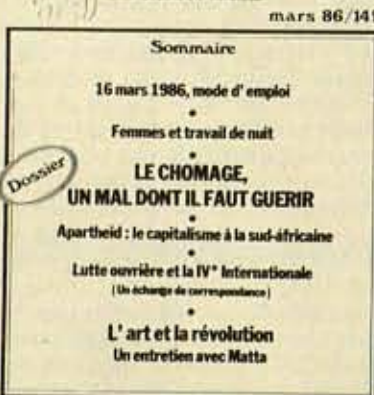 mars 86/149
Sommaire
16 mars 1986, mode d'emploi
Femmes et travail de nuit
Dossier
LE CHOMAGE,
UN MAL DONT IL FAUT GUERIR
Apartheid : le capitalisme à la sud-africaine
Lutte ouvrière et la IVe Internationale
(Un échange de correspondance)
L'art et la révolution
Un entretien avec Matta